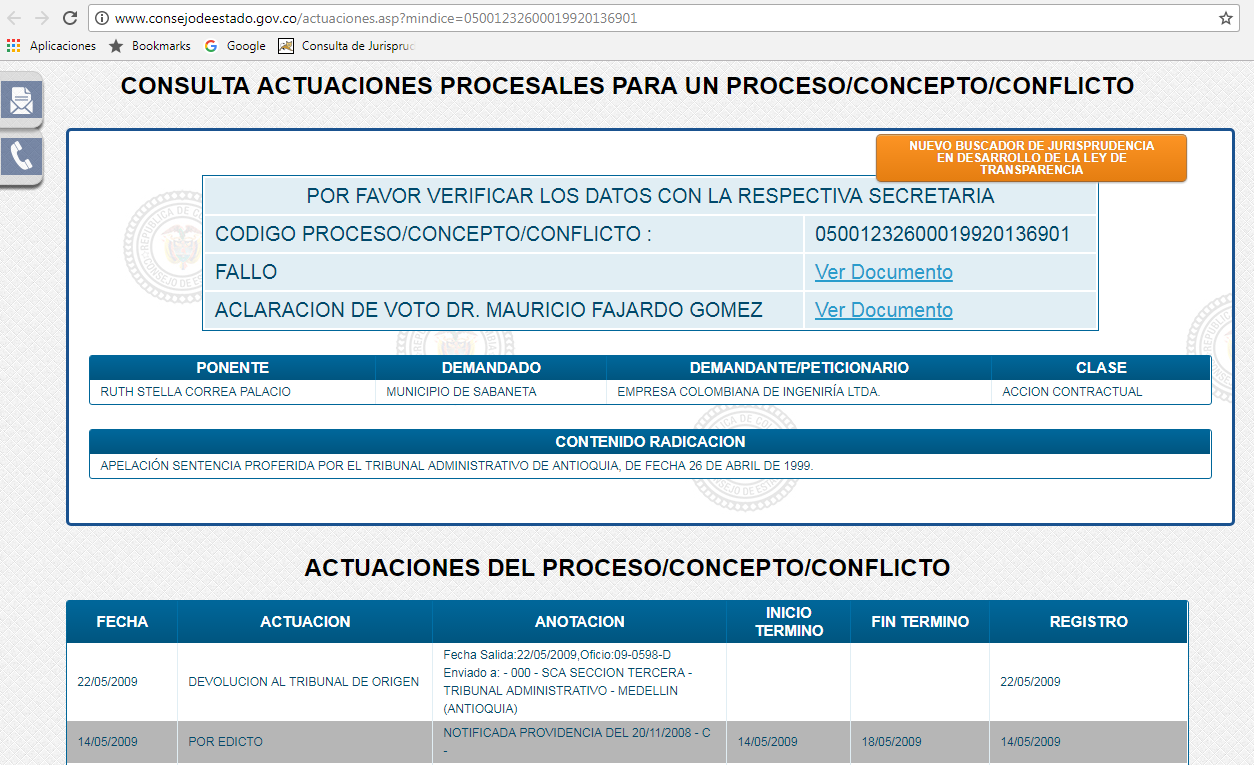 www.consejodeestado.gov.co/actuaciones.asp?mindice=05001232600019920136901
Aplicaciones Bookmarks Google Consulta de Jurispruc
CONSULTA ACTUACIONES PROCESALES PARA UN PROCESO/CONCEPTO/CONFLICTO
NUEVO BUSCADOR DE JURISPRUDENCIA
EN DESARROLLO DE LA LEY DE
TRANSPARENCIA
POR FAVOR VERIFICAR LOS DATOS CON LA RESPECTIVA SECRETARIA
CODIGO PROCESO/CONCEPTO/CONFLICTO : 05001232600019920136901
FALLO Ver Documento
ACLARACION DE VOTO DR. MAURICIO FAJARDO GOMEZ Ver Documento
PONENTE DEMANDADO DEMANDANTE/PETICIONARIO CLASE
RUTH STELLA CORREA PALACIO MUNICIPIO DE SABANETA EMPRESA COLOMBIANA DE INGENIRÍA LTDA. ACCION CONTRACTUAL
CONTENIDO RADICACION
APELACIÓN SENTENCIA PROFERIDA POR EL TRIBUNAL ADMINISTRATIVO DE ANTIOQUIA, DE FECHA 26 DE ABRIL DE 1999.
ACTUACIONES DEL PROCESO/CONCEPTO/CONFLICTO
FECHA ACTUACION ANOTACION INICIO TERMINO FIN TERMINO REGISTRO
22/05/2009 DEVOLUCION AL TRIBUNAL DE ORIGEN Fecha Salida:22/05/2009,Oficio:09-0598-D
Enviado a: - 000 - SCA SECCION TERCERA -
TRIBUNAL ADMINISTRATIVO - MEDELLIN
(ANTIOQUIA) 22/05/2009
14/05/2009 POR EDICTO NOTIFICADA PROVIDENCIA DEL 20/11/2008 - C
- 14/05/2009 18/05/2009 14/05/2009